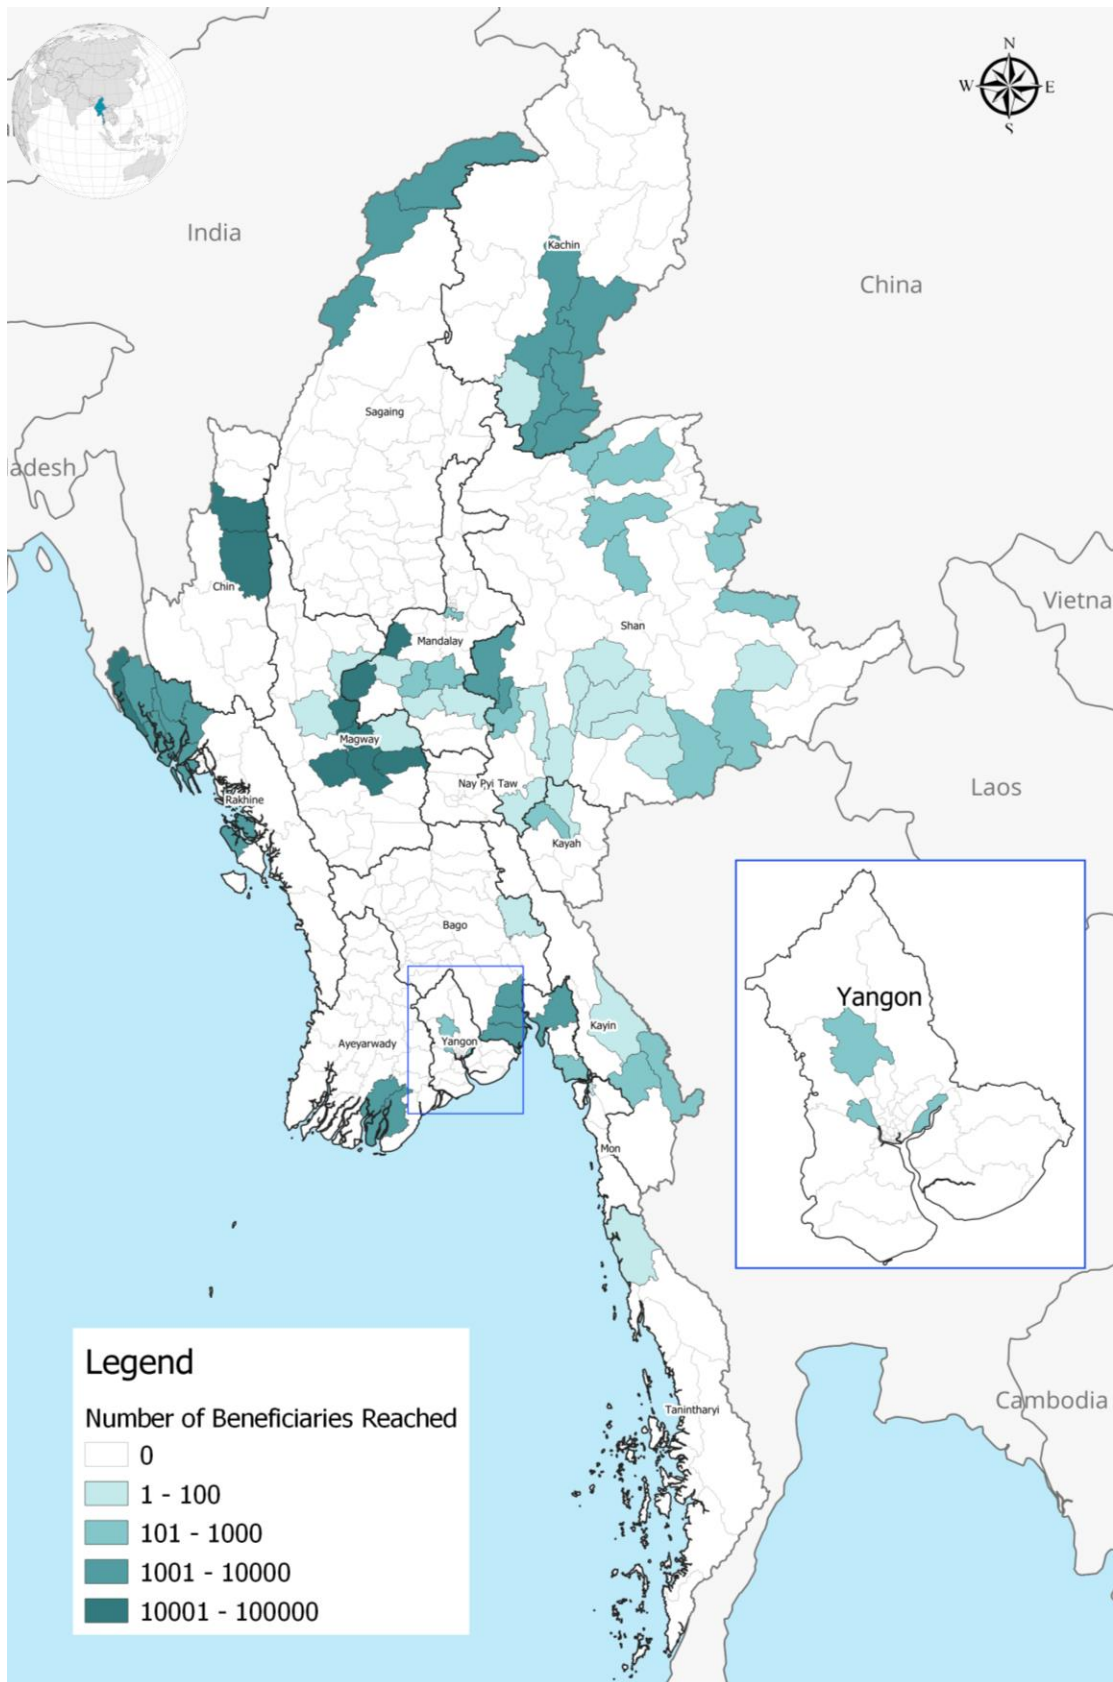 N
W E
S
India
China
Kachin
Sagaing
adesh
Chin
Vietna
Shan
Mandalay
Magway
Nay Pyi Taw
Laos
Rakhine
Kayah
Bago
Yangon
Kayin
Ayeyarwady
Yangon
Mon
Legend
Number of Beneficiaries Reached
0
1 - 100
101 - 1000
1001 - 10000
10001 - 100000
Cambodia
Tanintharyi